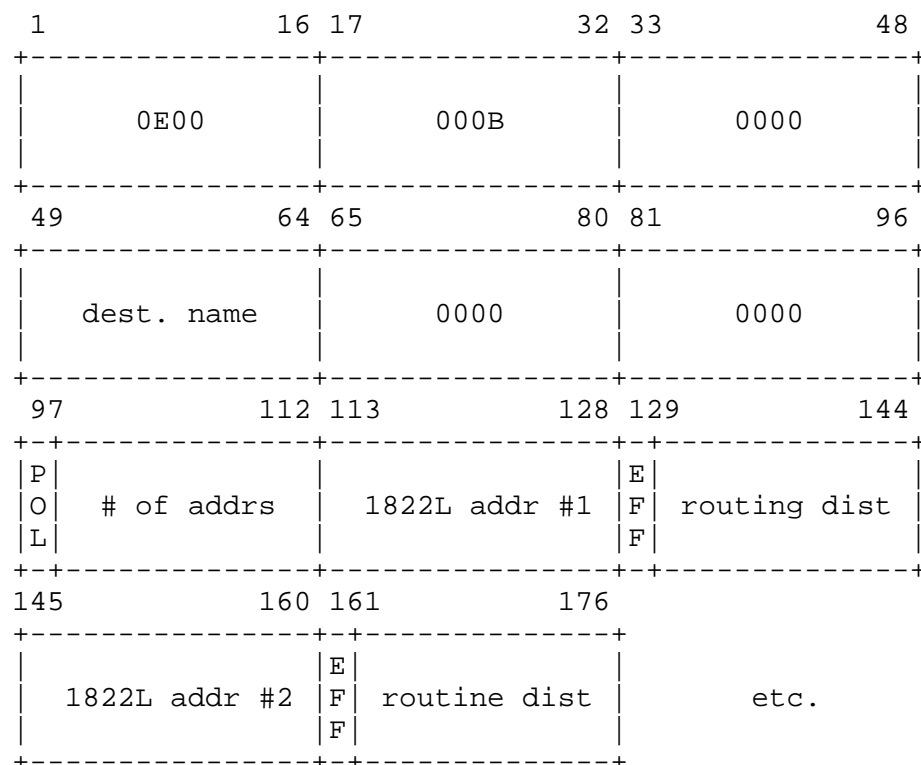 1 16 17 32 33 48
0E00 000B 0000
49 64 65 80 81 96
dest. name 0000 0000
97 112 113 128 129 144
P E
O # of addrs 1822L addr #1 F routing dist
L F
145 160 161 176
E
1822L addr #2 F routine dist etc.
F